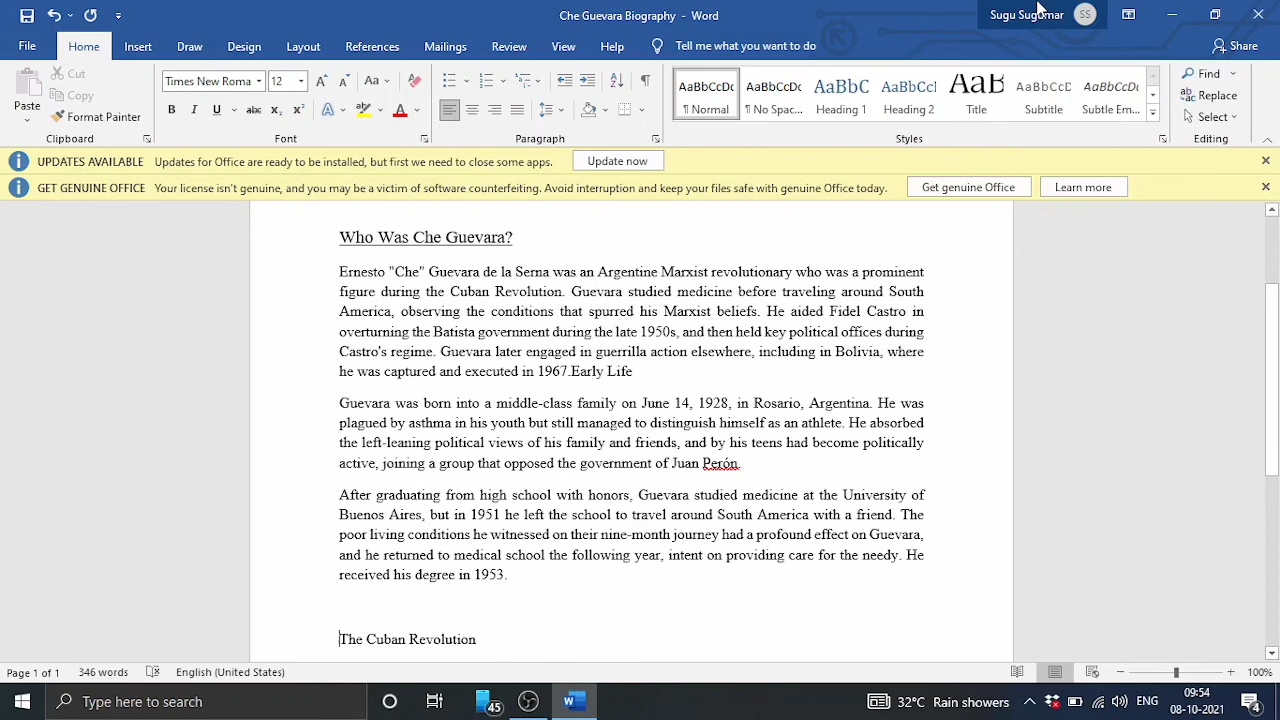 Che Guevara Biography - Word
Sugu Sugumar SS
File Home Insert Draw Design Layout References Mailings Review View Help Tell me what you want to do Share
Paste
Cut
Copy
Format Painter
Clipboard
Times New Roma 12
Aa
B I U abc x₂ x² A A
Font
Paragraph
AaBbCcDc AaBbCcDc AaBbC AaBbCcl AaB AaBbCcD AaBbCcDt
¶ Normal ¶ No Spac... Heading 1 Heading 2 Title Subtitle Subtle Em...
Styles
Find
Replace
Select
Editing
UPDATES AVAILABLE Updates for Office are ready to be installed, but first we need to close some apps. Update now
GET GENUINE OFFICE Your license isn't genuine, and you may be a victim of software counterfeiting. Avoid interruption and keep your files safe with genuine Office today. Get genuine Office Learn more
Who Was Che Guevara?
Ernesto "Che" Guevara de la Serna was an Argentine Marxist revolutionary who was a prominent
figure during the Cuban Revolution. Guevara studied medicine before traveling around South
America, observing the conditions that spurred his Marxist beliefs. He aided Fidel Castro in
overturning the Batista government during the late 1950s, and then held key political offices during
Castro's regime. Guevara later engaged in guerrilla action elsewhere, including in Bolivia, where
he was captured and executed in 1967.Early Life
Guevara was born into a middle-class family on June 14, 1928, in Rosario, Argentina. He was
plagued by asthma in his youth but still managed to distinguish himself as an athlete. He absorbed
the left-leaning political views of his family and friends, and by his teens had become politically
active, joining a group that opposed the government of Juan Perón.
After graduating from high school with honors, Guevara studied medicine at the University of
Buenos Aires, but in 1951 he left the school to travel around South America with a friend. The
poor living conditions he witnessed on their nine-month journey had a profound effect on Guevara,
and he returned to medical school the following year, intent on providing care for the needy. He
received his degree in 1953.
The Cuban Revolution
Page 1 of 1 346 words English (United States) 100%
Type here to search 45 32°C Rain showers ENG 09:54
08-10-2021 4